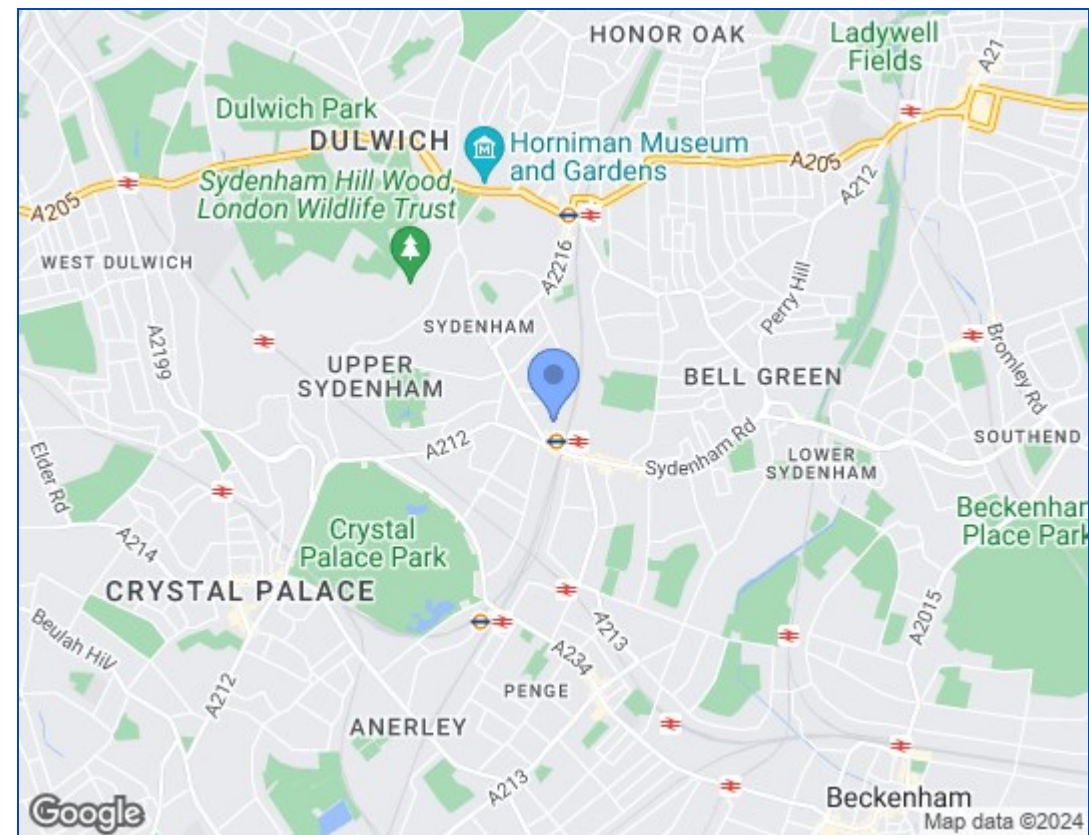 HONOR OAK
Ladywell
Fields
A21
Dulwich Park
DULWICH
Horniman Museum
and Gardens
A205
A212
Sydenham Hill Wood,
London Wildlife Trust
A205
WEST DULWICH
A2216
Perry Hill
SYDENHAM
A2199
UPPER
SYDENHAM
BELL GREEN
Bromley Rd
A212
Sydenham Rd
SOUTHEND
LOWER
SYDENHAM
Elder Rd
Crystal
Palace Park
Beckenham
Place Park
A214
CRYSTAL PALACE
Beulah Hil
A213
A2015
A234
A212
PENGE
ANERLEY
A213
Beckenham
Google
Map data ©2024